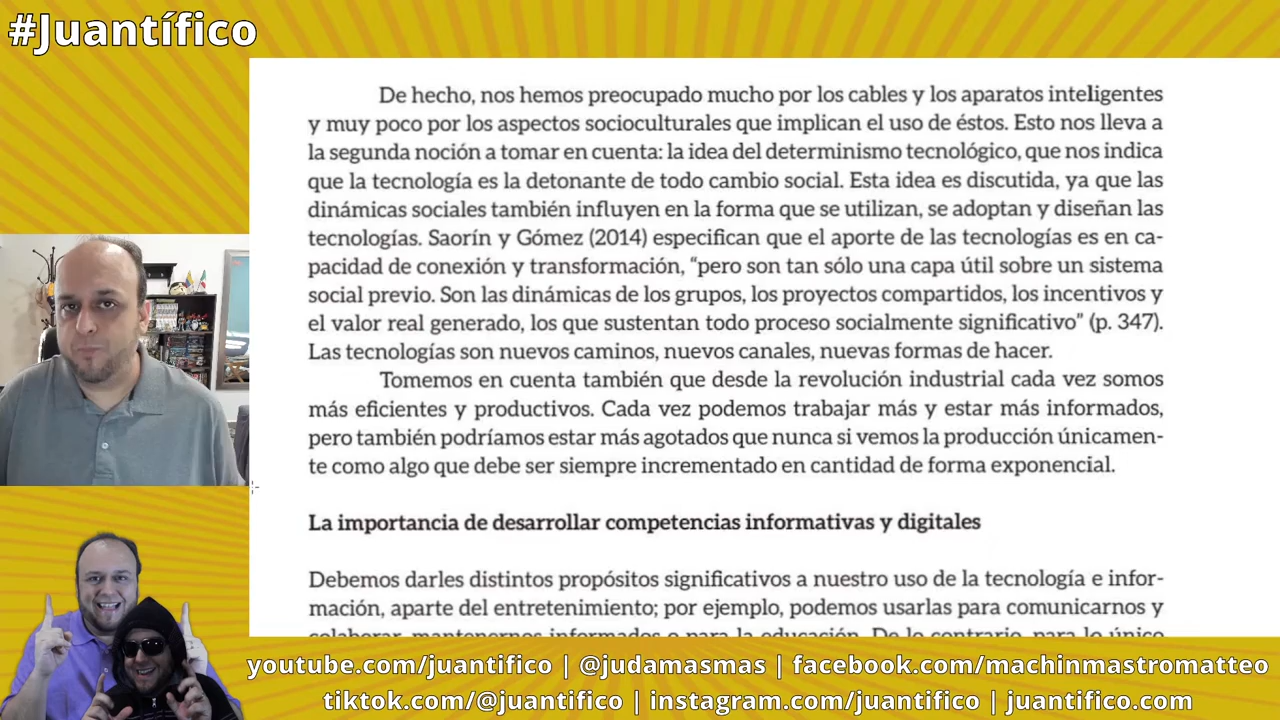 #Juantífico
De hecho, nos hemos preocupado mucho por los cables y los aparatos inteligentes
y muy poco por los aspectos socioculturales que implican el uso de éstos. Esto nos lleva a
la segunda noción a tomar en cuenta: la idea del determinismo tecnológico, que nos indica
que la tecnología es la detonante de todo cambio social. Esta idea es discutida, ya que las
dinámicas sociales también influyen en la forma que se utilizan, se adoptan y diseñan las
tecnologías. Saorín y Gómez (2014) especifican que el aporte de las tecnologías es en ca-
pacidad de conexión y transformación, “pero son tan sólo una capa útil sobre un sistema
social previo. Son las dinámicas de los grupos, los proyectos compartidos, los incentivos y
el valor real generado, los que sustentan todo proceso socialmente significativo” (p. 347).
Las tecnologías son nuevos caminos, nuevos canales, nuevas formas de hacer.
Tomemos en cuenta también que desde la revolución industrial cada vez somos
más eficientes y productivos. Cada vez podemos trabajar más y estar más informados,
pero también podríamos estar más agotados que nunca si vemos la producción únicamen-
te como algo que debe ser siempre incrementado en cantidad de forma exponencial.
La importancia de desarrollar competencias informativas y digitales
Debemos darles distintos propósitos significativos a nuestro uso de la tecnología e infor-
mación, aparte del entretenimiento; por ejemplo, podemos usarlas para comunicarnos y
colaborar, mantenernos informados o para la educación. De lo contrario, para lo único
youtube.com/juantifico | @judamasmas | facebook.com/machinmastromatteo
tiktok.com/@juantifico | instagram.com/juantifico | juantifico.com